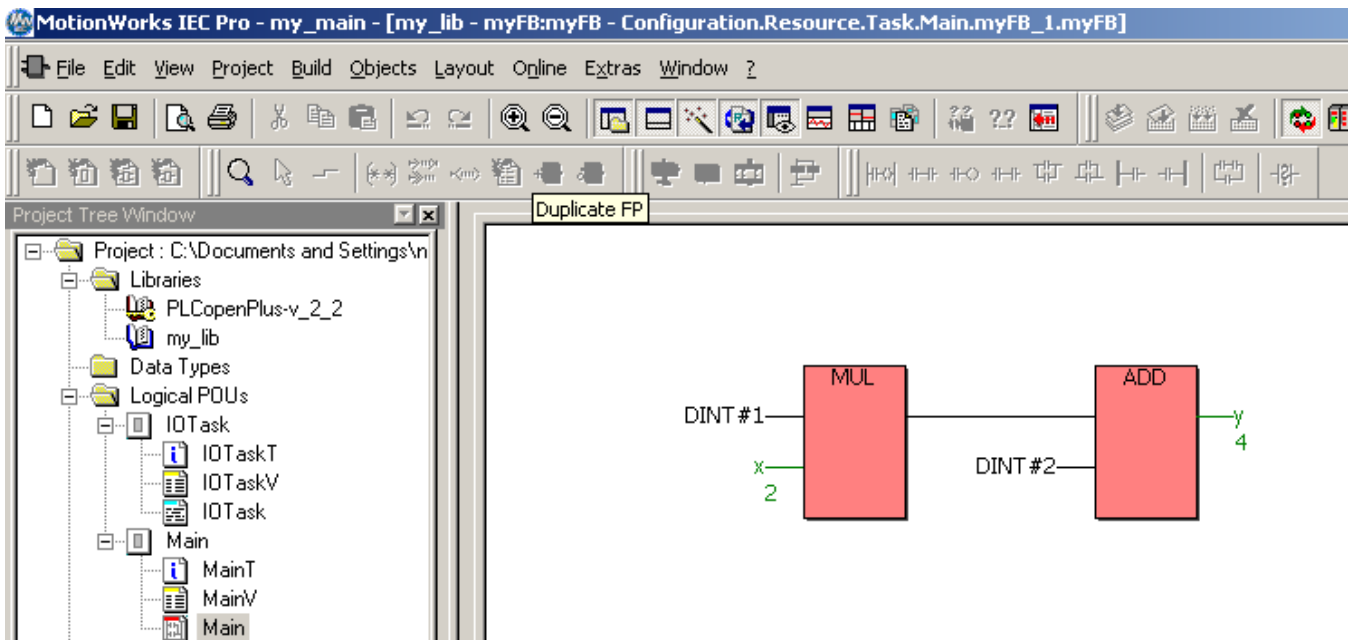 MotionWorks IEC Pro - my_main - [my_lib - myFB:myFB - Configuration.Resource.Task.Main.myFB_1.myFB]
File Edit View Project Build Objects Layout Online Extras Window ?
Project Tree Window
Duplicate FP
Project : C:\Documents and Settings\n
Libraries
PLCopenPlus-v_2_2
my_lib
Data Types
Logical POUs
IOTask
IOTaskT
IOTaskV
IOTask
Main
MainT
MainV
Main
MUL
ADD
DINT#1
x
2
DINT#2
y
4